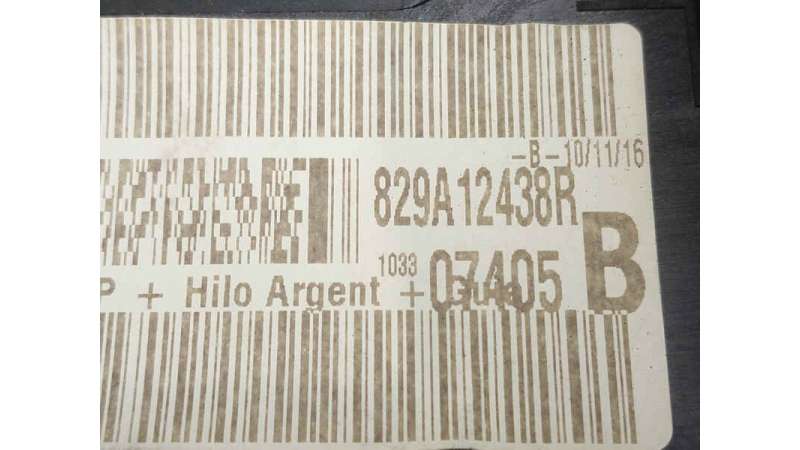 -B-10/11/16
829A12438R
B
1033 07405
P + Hilo Argent +